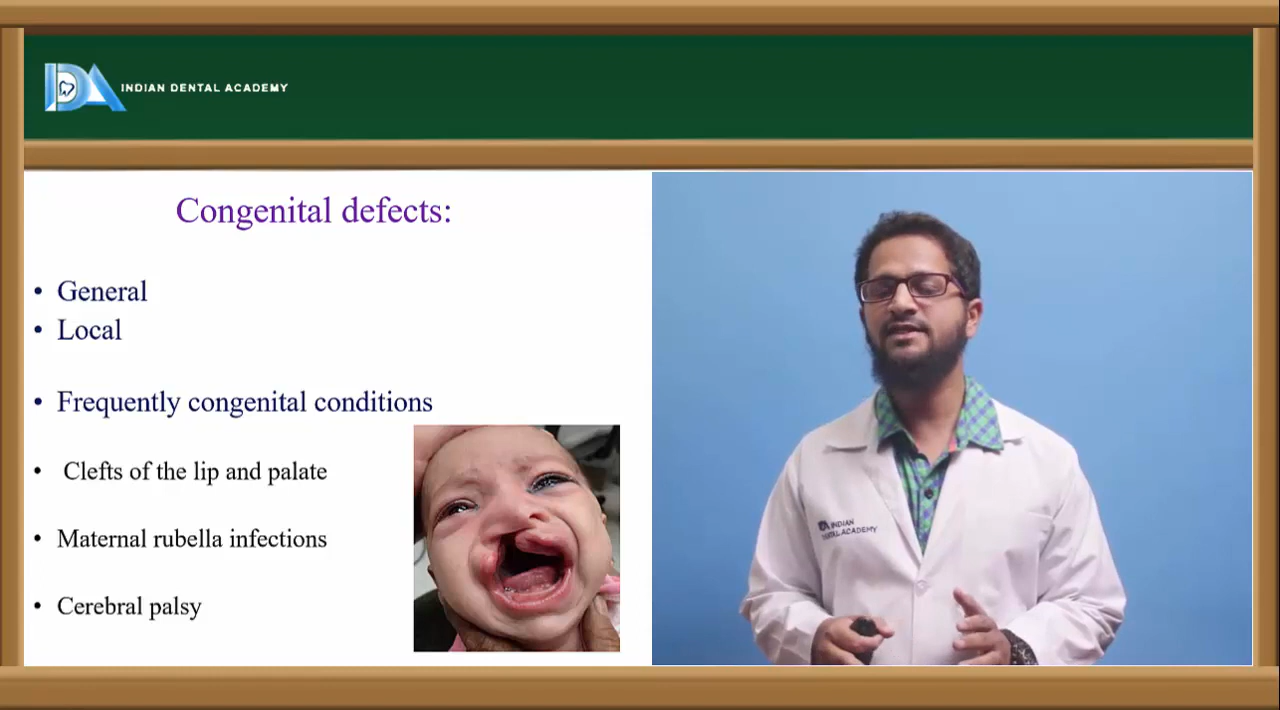 IDA INDIAN DENTAL ACADEMY
Congenital defects:
• General
• Local
• Frequently congenital conditions
• Clefts of the lip and palate
• Maternal rubella infections
• Cerebral palsy
INDIAN
DENTAL ACADEMY